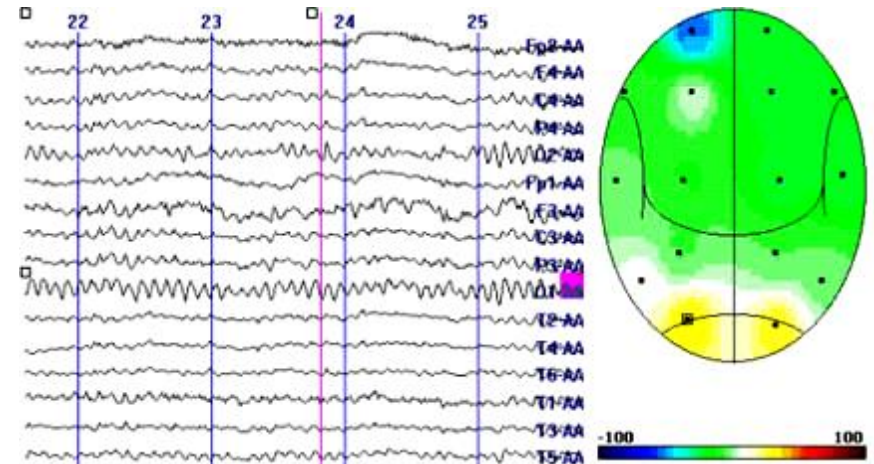 22 23 24 25
Fp2-AA
F4-AA
C4-AA
P4-AA
O2-AA
Fp1-AA
F3-AA
C3-AA
P3-AA
O1-AA
T2-AA
T4-AA
T6-AA
T1-AA
T3-AA
T5-AA
-100 100